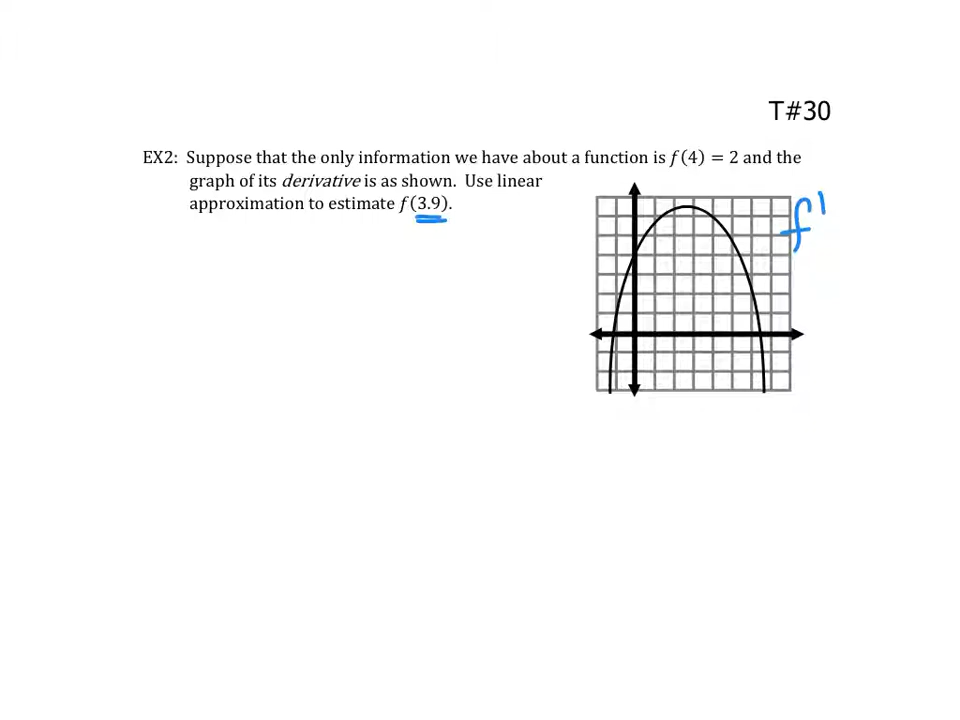 T#30
EX2: Suppose that the only information we have about a function is f(4) = 2 and the
graph of its derivative is as shown. Use linear
approximation to estimate f(3.9).
f'